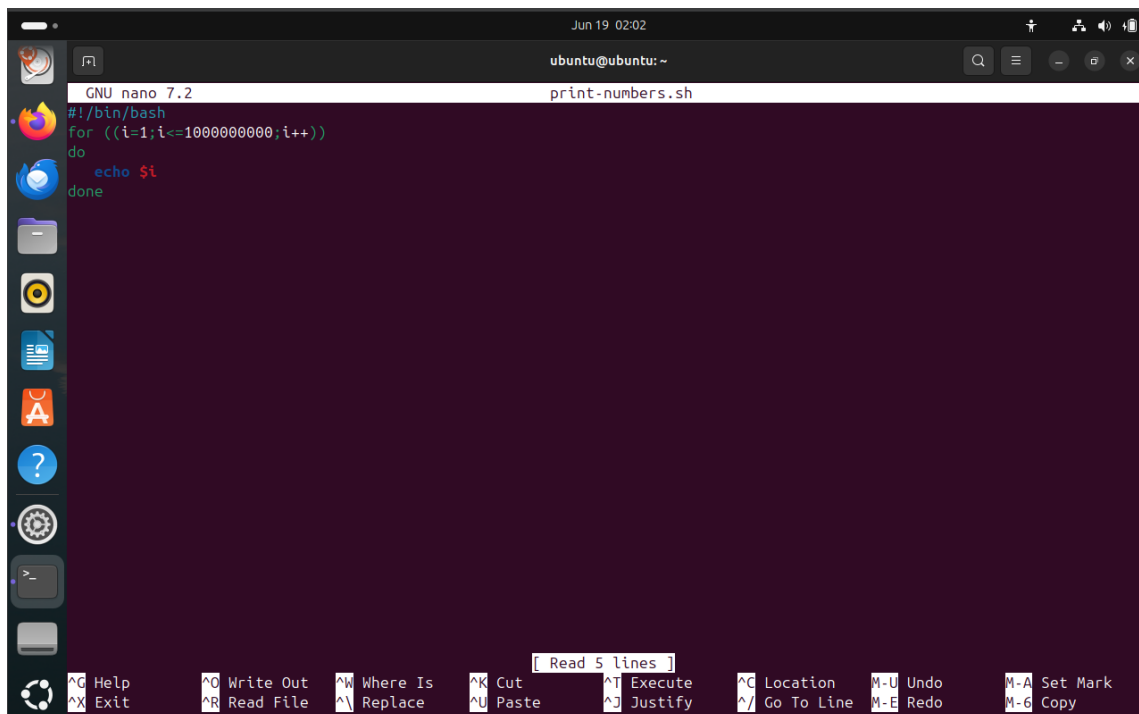 Jun 19 02:02
ubuntu@ubuntu: ~
GNU nano 7.2 print-numbers.sh
#!/bin/bash
for ((i=1;i<=1000000000;i++))
do
   echo $i
done
[ Read 5 lines ]
^G Help ^O Write Out ^W Where Is ^K Cut ^T Execute ^C Location M-U Undo M-A Set Mark
^X Exit ^R Read File ^\ Replace ^U Paste ^J Justify ^/ Go To Line M-E Redo M-6 Copy